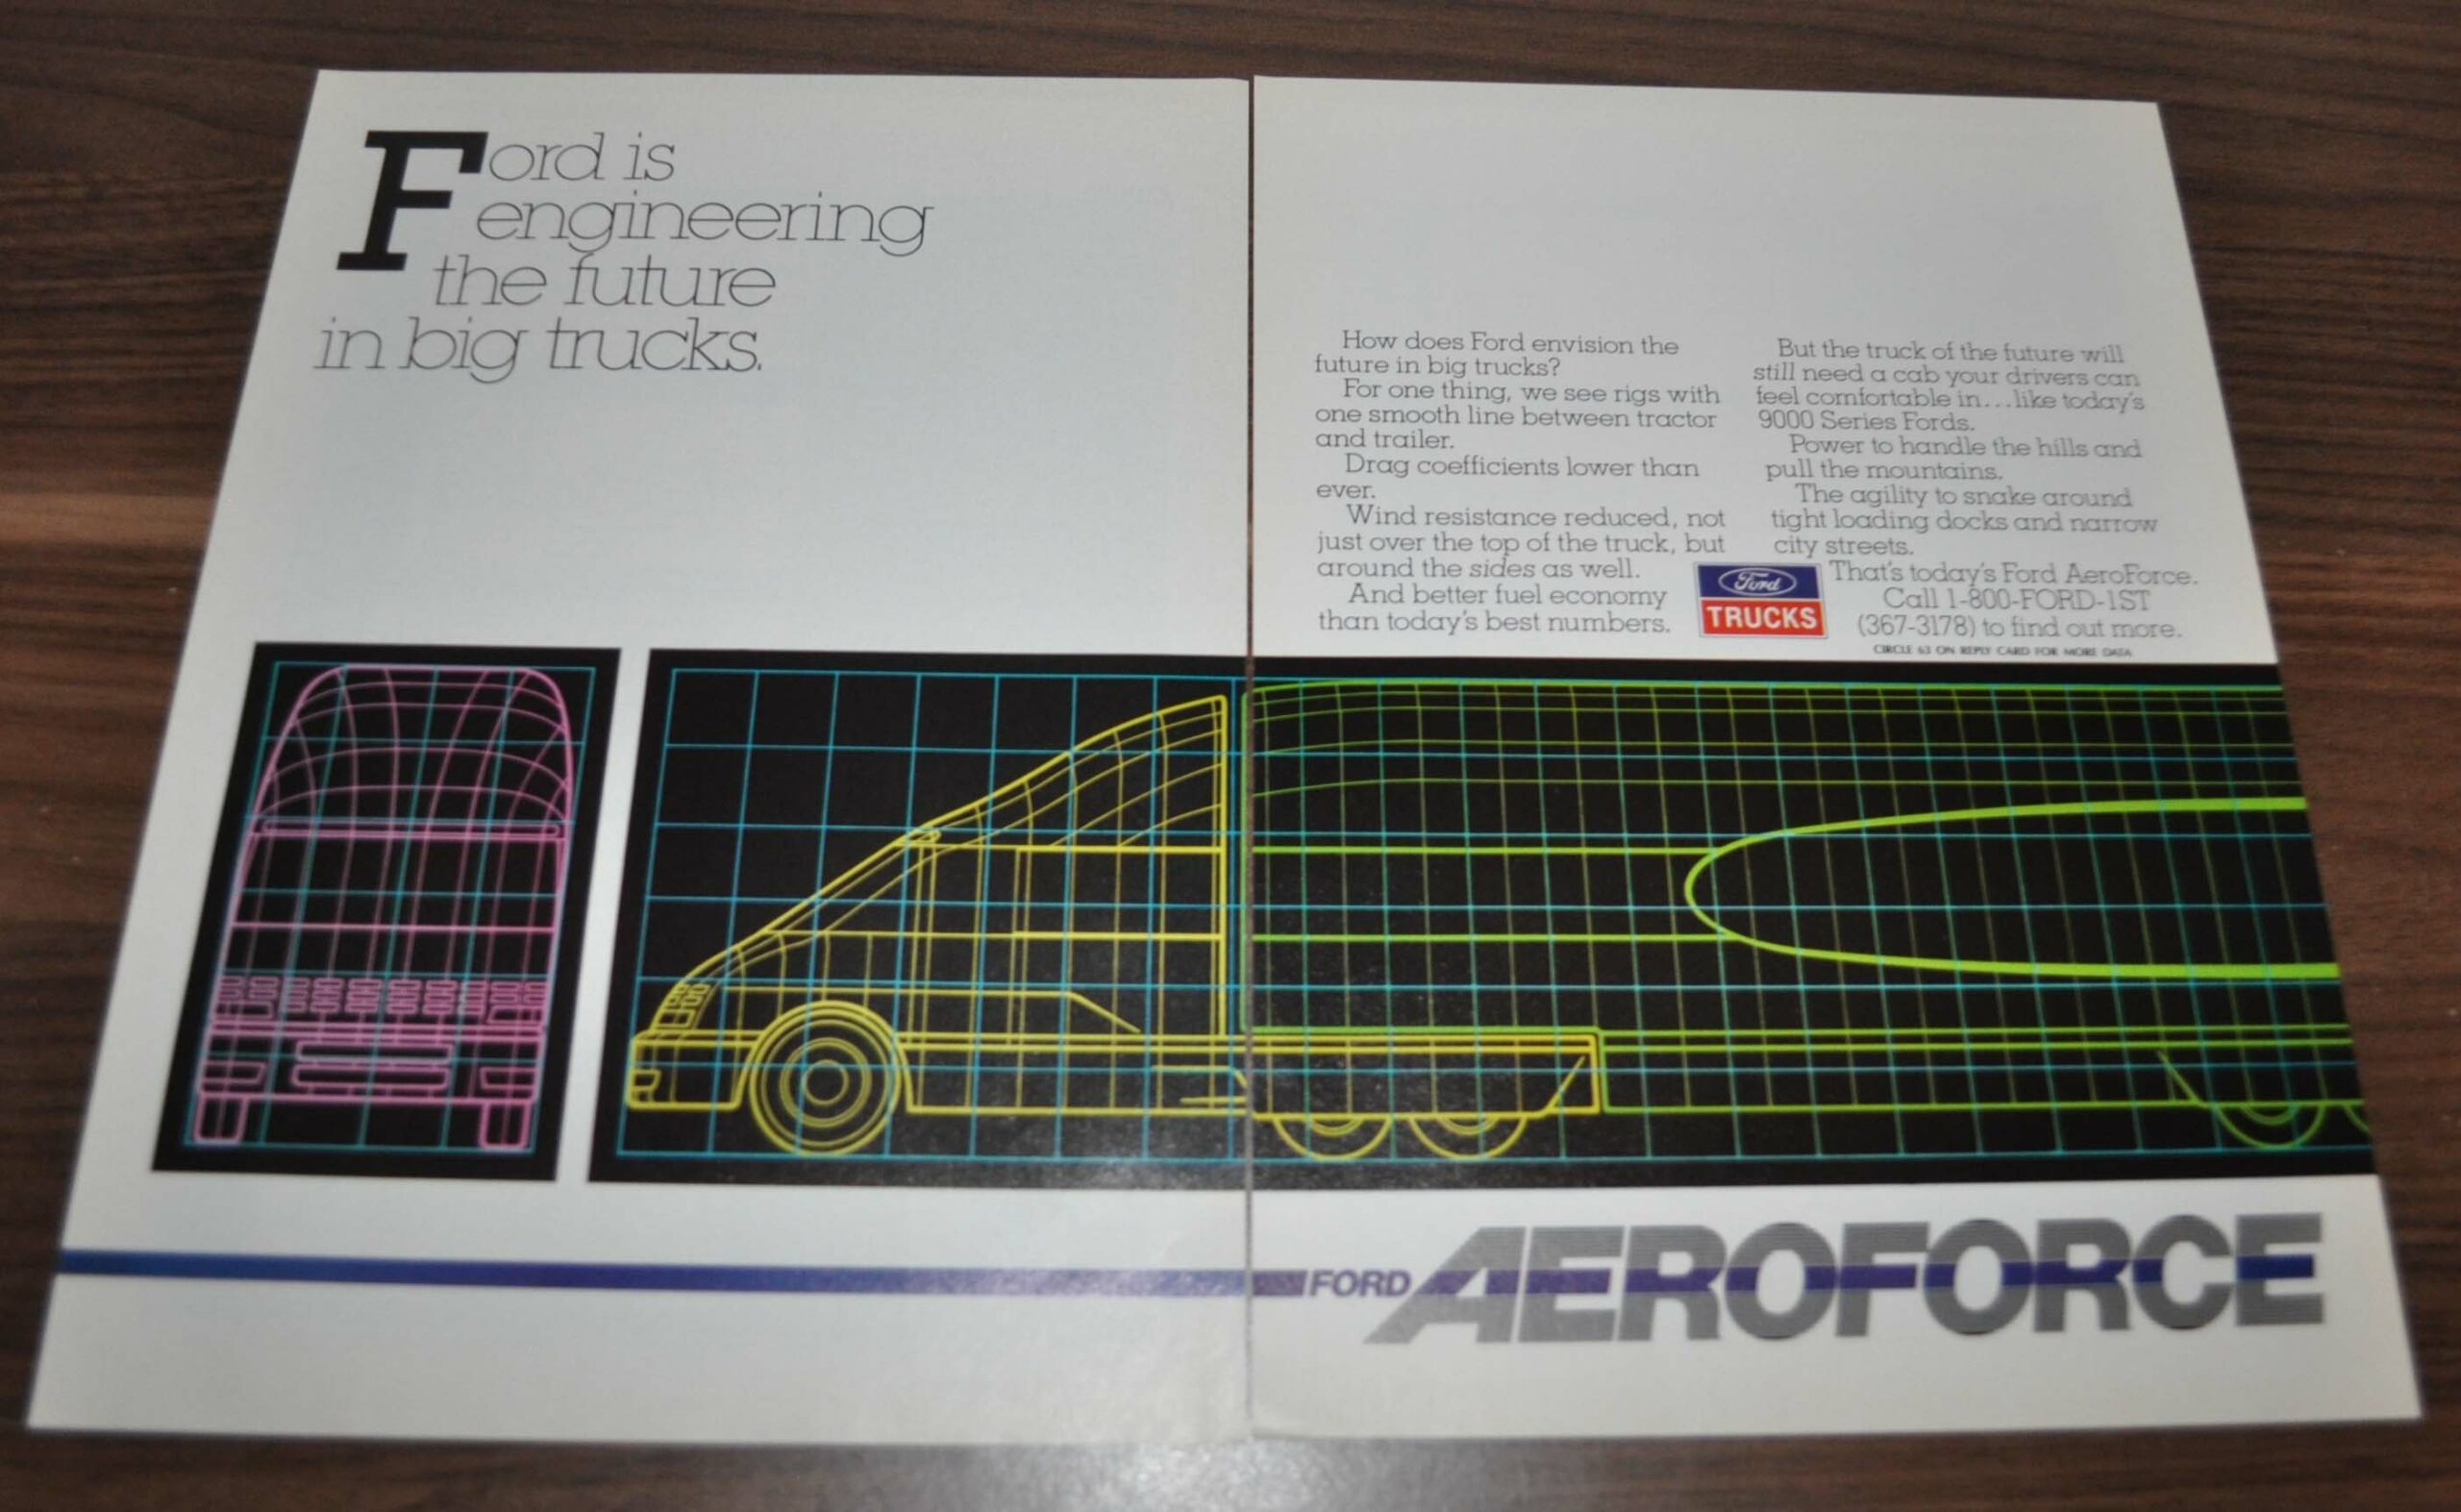 Ford is
engineering
the future
in big trucks.
How does Ford envision the
future in big trucks?
For one thing, we see rigs with
one smooth line between tractor
and trailer.
Drag coefficients lower than
ever.
Wind resistance reduced, not
just over the top of the truck, but
around the sides as well.
And better fuel economy
than today's best numbers.
But the truck of the future will
still need a cab your drivers can
feel comfortable in...like today's
9000 Series Fords.
Power to handle the hills and
pull the mountains.
The agility to snake around
tight loading docks and narrow
city streets.
That's today's Ford AeroForce.
Call 1-800-FORD-1ST
(367-3178) to find out more.
CIRCLE 63 ON REPLY CARD FOR MORE DATA
Ford
TRUCKS
FORD AEROFORCE